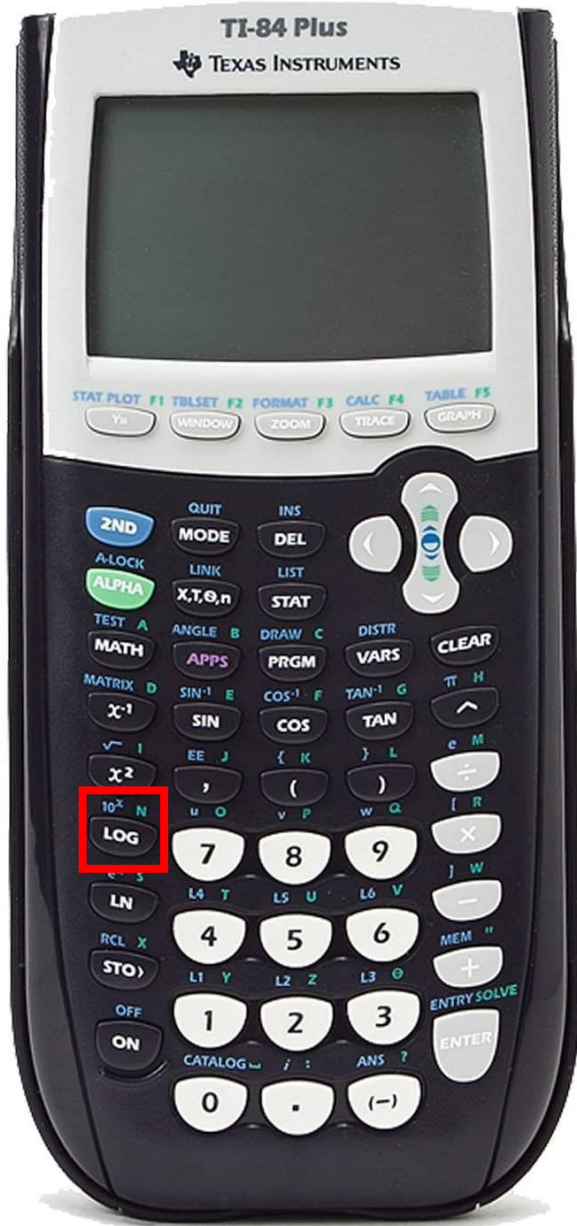 TI-84 Plus
TEXAS INSTRUMENTS
STAT PLOT F1 TBLSET F2 FORMAT F3 CALC F4 TABLE F5
Y= WINDOW ZOOM TRACE GRAPH
QUIT INS
2ND MODE DEL
A-LOCK LINK LIST
ALPHA X,T,Θ,n STAT
TEST A ANGLE B DRAW C DISTR
MATH APPS PRGM VARS CLEAR
MATRIX D SIN⁻¹ E COS⁻¹ F TAN⁻¹ G π H
x⁻¹ SIN COS TAN ^
√ I EE J { K } L e M
x² , ( ) ÷
10ˣ N u O v P w Q [ R
LOG 7 8 9 ×
S L4 T L5 U L6 V ] W
LN 4 5 6 −
RCL X L1 Y L2 Z L3 Θ MEM "
STO› 1 2 3 +
OFF CATALOG i : ANS ? ENTRY SOLVE
ON 0 . (−) ENTER